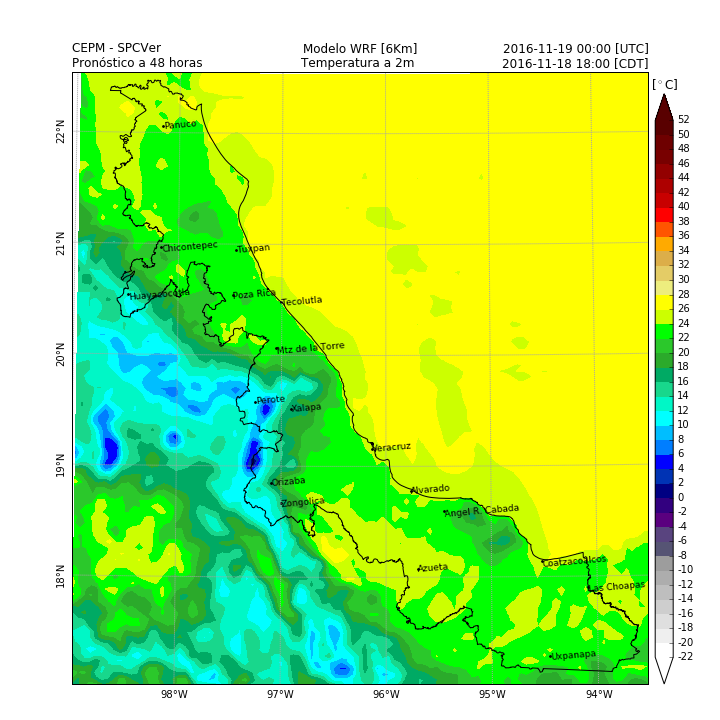 CEPM - SPCVer Modelo WRF [6Km] 2016-11-19 00:00 [UTC]
Pronóstico a 48 horas Temperatura a 2m 2016-11-18 18:00 [CDT]
[°C]
52
50
48
46
44
42
40
38
36
34
32
30
28
26
24
22
20
18
16
14
12
10
8
6
4
2
0
-2
-4
-6
-8
-10
-12
-14
-16
-18
-20
-22
22°N
21°N
20°N
19°N
18°N
Panuco
Chicontepec
Tuxpan
Huayacocotla
Poza Rica
Tecolutla
Mtz de la Torre
Perote
Xalapa
Veracruz
Orizaba
Alvarado
Zongolica
Angel R. Cabada
Azueta
Coatzacoalcos
Las Choapas
Uxpanapa
98°W 97°W 96°W 95°W 94°W